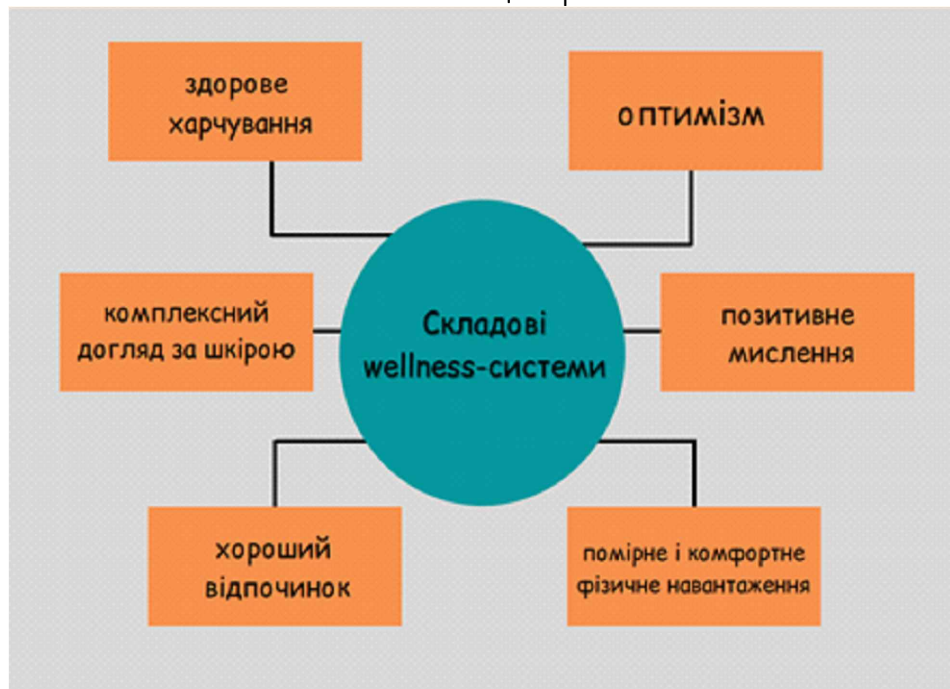 здорове
харчування
оптимізм
комплексний
догляд за шкірою
Складові
wellness-системи
позитивне
мислення
хороший
відпочинок
помірне і комфортне
фізичне навантаження